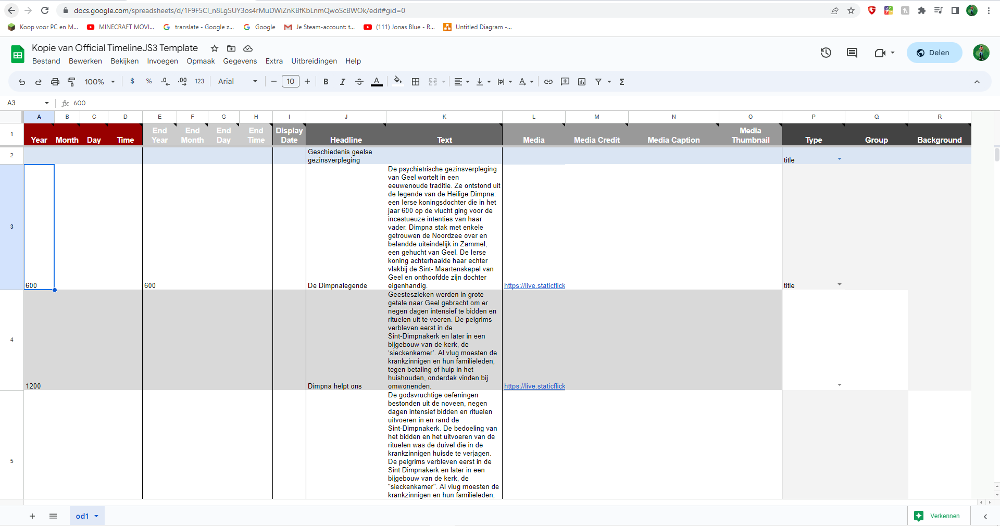 docs.google.com/spreadsheets/d/1F9F5Cl_n8LgSUY3os4rMuDWiZnKBfKbLnmQwoScBWOk/edit#gid=0
Koop voor PC en M...
MINECRAFT MOVI...
translate - Google z...
Google
Je Steam-account: t...
(111) Jonas Blue - R...
Untitled Diagram -...
Kopie van Official TimelineJS3 Template
Bestand Bewerken Bekijken Invoegen Opmaak Gegevens Extra Uitbreidingen Help
Delen
100% $ % .0 .00 123 Arial 10 B I A
A3 fx 600
A B C D E F G H I J K L M N O P Q R
1 Year Month Day Time End Year End Month End Day End Time Display Date Headline Text Media Media Credit Media Caption Media Thumbnail Type Group Background
2
Geschiedenis geelse
gezinsverpleging
title
3
600
600
De Dimpnalegende
De psychiatrische gezinsverpleging
van Geel wortelt in een
eeuwenoude traditie. Ze ontstond uit
de legende van de Heilige Dimpna:
een Ierse koningsdochter die in het
jaar 600 op de vlucht ging voor de
incestueuze intenties van haar
vader. Dimpna stak met enkele
getrouwen de Noordzee over en
belandde uiteindelijk in Zammel,
een gehucht van Geel. De Ierse
koning achterhaalde haar echter
vlakbij de Sint- Maartenskapel van
Geel en onthoofdde zijn dochter
eigenhandig.
https://live.staticflick
title
4
1200
Dimpna helpt ons
Geesteszieken werden in grote
getale naar Geel gebracht om er
negen dagen intensief te bidden en
rituelen uit te voeren. De pelgrims
verbleven eerst in de
Sint-Dimpnakerk en later in een
bijgebouw van de kerk, de
‘sieckenkamer’. Al vlug moesten de
krankzinnigen en hun familieleden,
tegen betaling of hulp in het
huishouden, onderdak vinden bij
omwonenden.
https://live.staticflick
5
De godsvruchtige oefeningen
bestonden uit de noveen, negen
dagen intensief bidden en rituelen
uitvoeren in en rand de
Sint-Dimpnakerk. De bedoeling van
het bidden en het uitvoeren van de
rituelen was de duivel die in de
krankzinnigen huisde te verjagen.
De pelgrims verbleven eerst in de
Sint Dimpnakerk en later in een
bijgebouw van de kerk, de
"sieckenkamer". Al vlug rnoesten de
krankzinnigen en hun familieleden,
od1
Verkennen